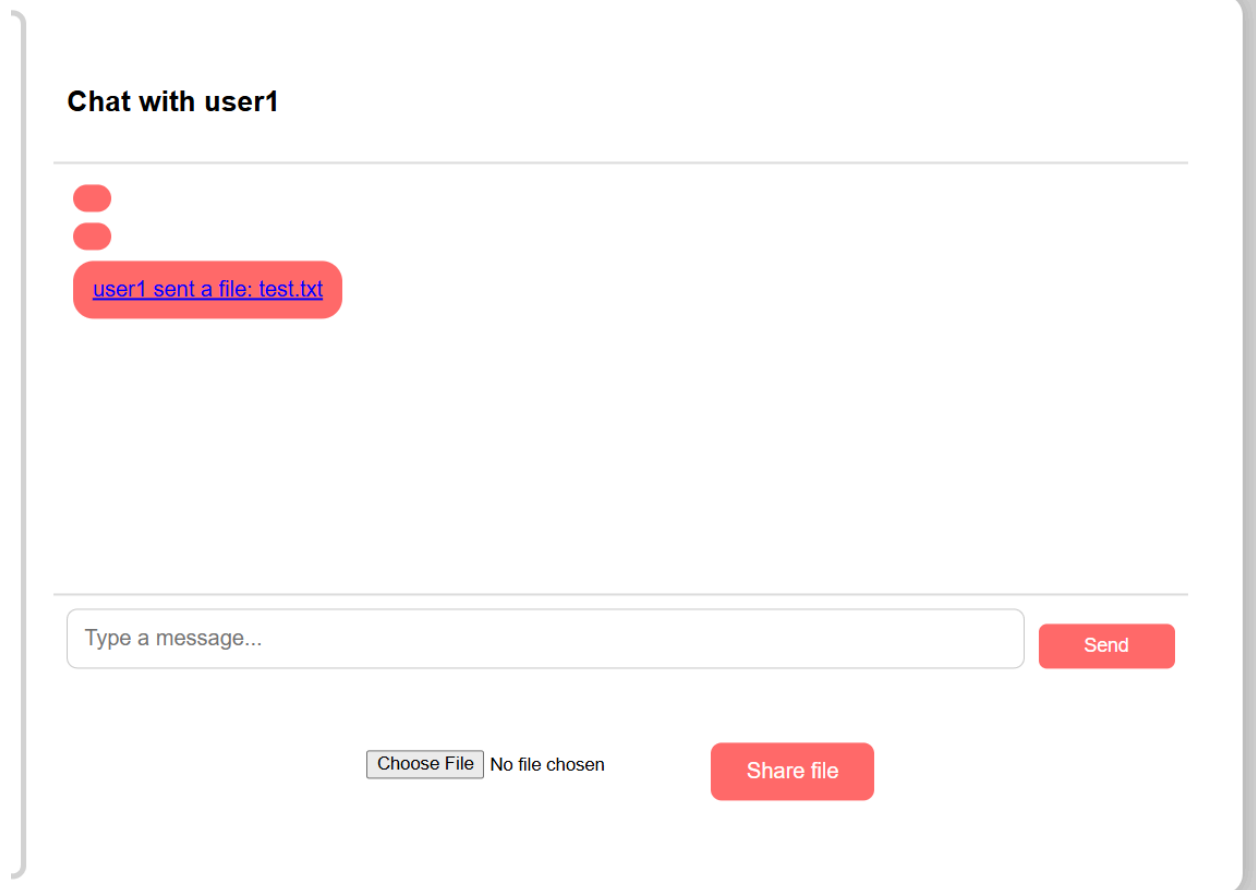 Chat with user1
user1 sent a file: test.txt
Type a message...
Send
Choose File No file chosen
Share file